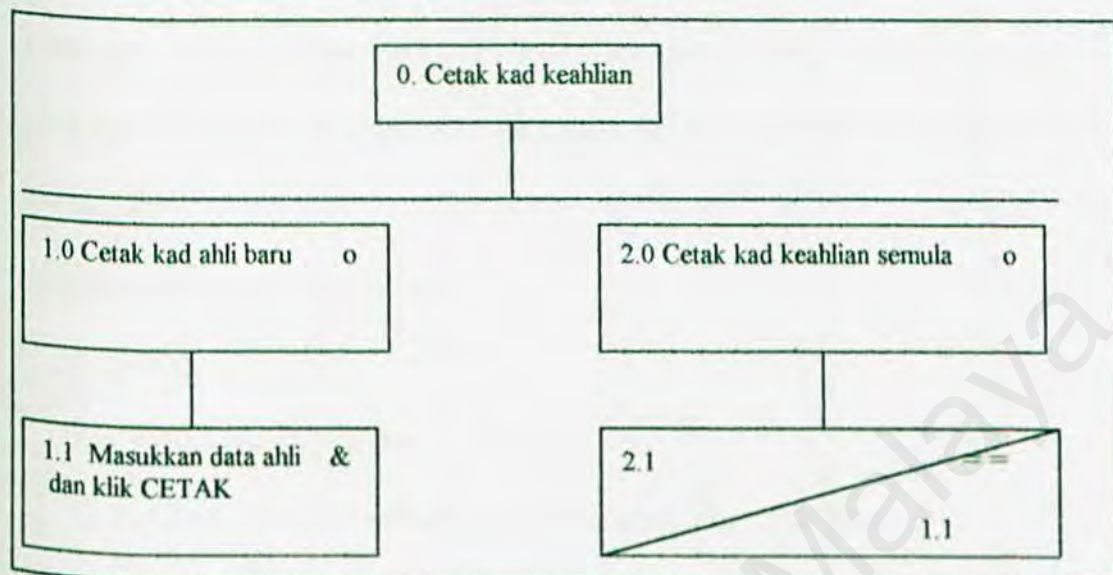 0. Cetak kad keahlian
1.0 Cetak kad ahli baru o
2.0 Cetak kad keahlian semula o
1.1 Masukkan data ahli &
dan klik CETAK
2.1
= =
1.1
Malaya